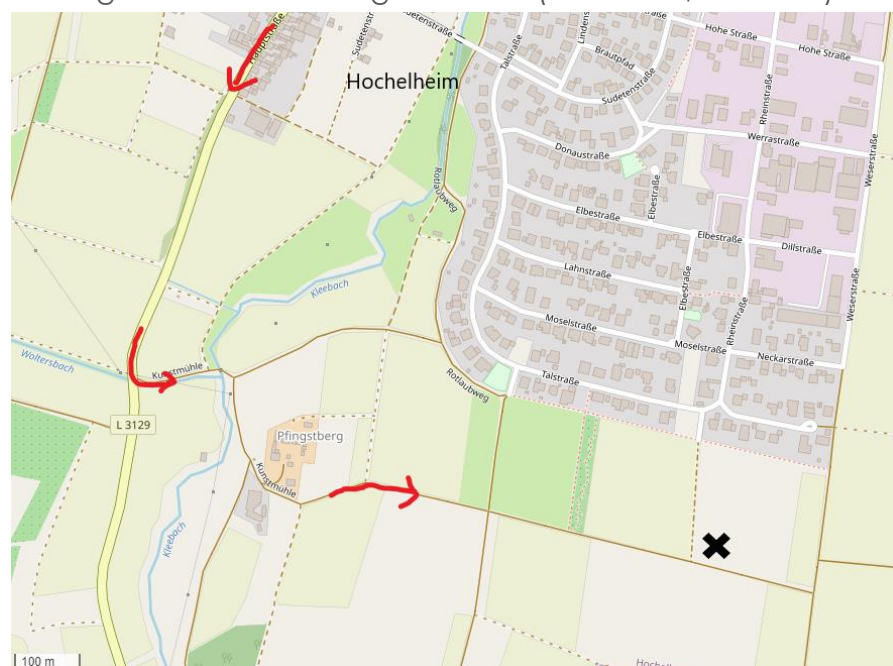 Hauptstraße
Sudetenstraße
Hochelheim
Talstraße
Lindenstr
Brautpfad
Sudetenstraße
Hohe Straße
Hohe Straße
Rheinstraße
Werrastraße
Weserstraße
Donaustraße
Rotlaubweg
Elbestraße
Elbestraße
Elbestraße
Dillstraße
Kleebach
Lahnstraße
Elbestraße
Rheinstraße
Weserstraße
Moselstraße
Moselstraße
Neckarstraße
Woltersbach
Kunstmühle
Rotlaubweg
Talstraße
L 3129
Pfingstberg
Kunstmühle
Kleebach
100 m